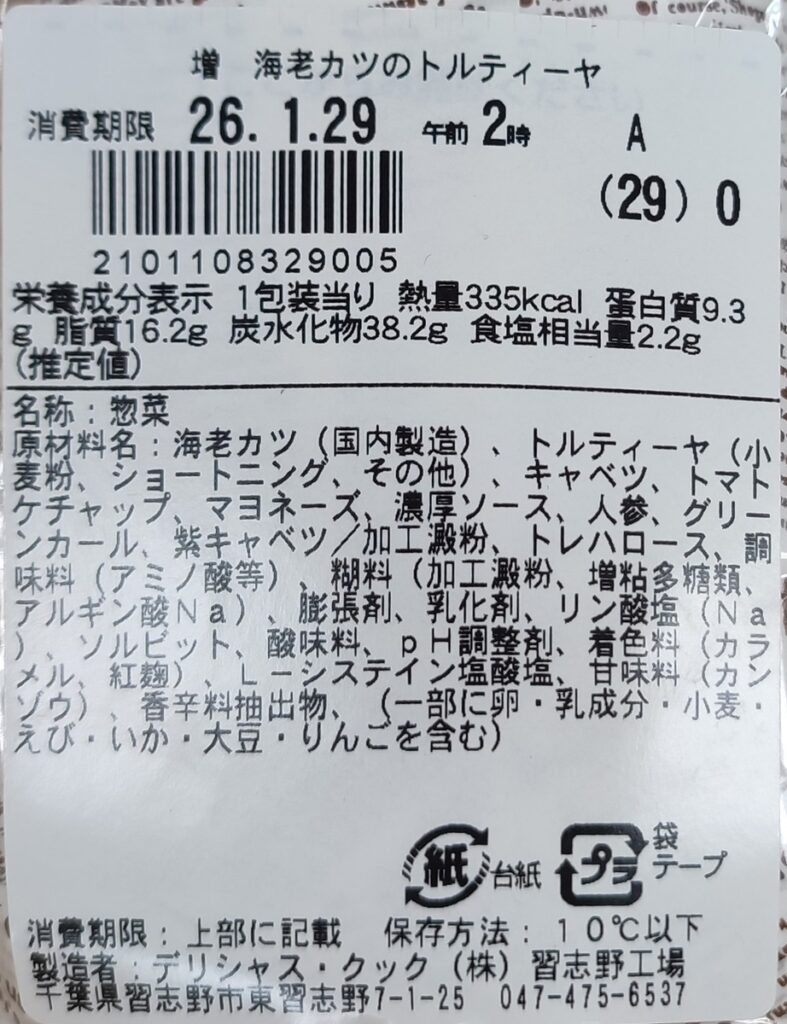 増 海老カツのトルティーヤ
消費期限 26. 1.29 午前 2時 A
(29) 0
2101108329005
栄養成分表示 1包装当り 熱量335kcal 蛋白質9.3
g 脂質16.2g 炭水化物38.2g 食塩相当量2.2g
(推定値)
名称：惣菜
原材料名：海老カツ（国内製造）、トルティーヤ（小
麦粉、ショートニング、その他）、キャベツ、トマト
ケチャップ、マヨネーズ、濃厚ソース、人参、グリー
ンカール、紫キャベツ／加工澱粉、トレハロース、調
味料（アミノ酸等）、糊料（加工澱粉、増粘多糖類、
アルギン酸Ｎａ）、膨張剤、乳化剤、リン酸塩（Ｎａ
）、ソルビット、酸味料、ｐＨ調整剤、着色料（カラ
メル、紅麹）、Ｌ－システイン塩酸塩、甘味料（カン
ゾウ）、香辛料抽出物、（一部に卵・乳成分・小麦・
えび・いか・大豆・りんごを含む）
紙 台紙 プラ 袋
テープ
消費期限：上部に記載 保存方法：１０℃以下
製造者：デリシャス・クック（株）習志野工場
千葉県習志野市東習志野7-1-25 047-475-6537